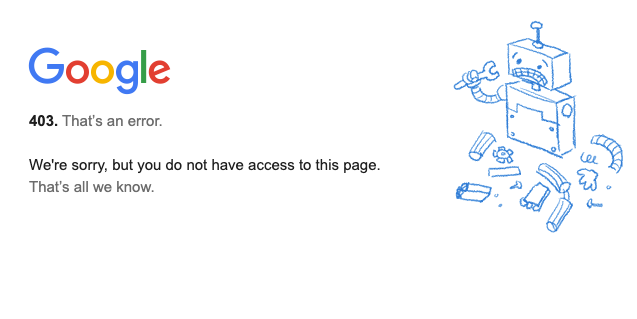 Google
403. That's an error.
We're sorry, but you do not have access to this page.
That's all we know.